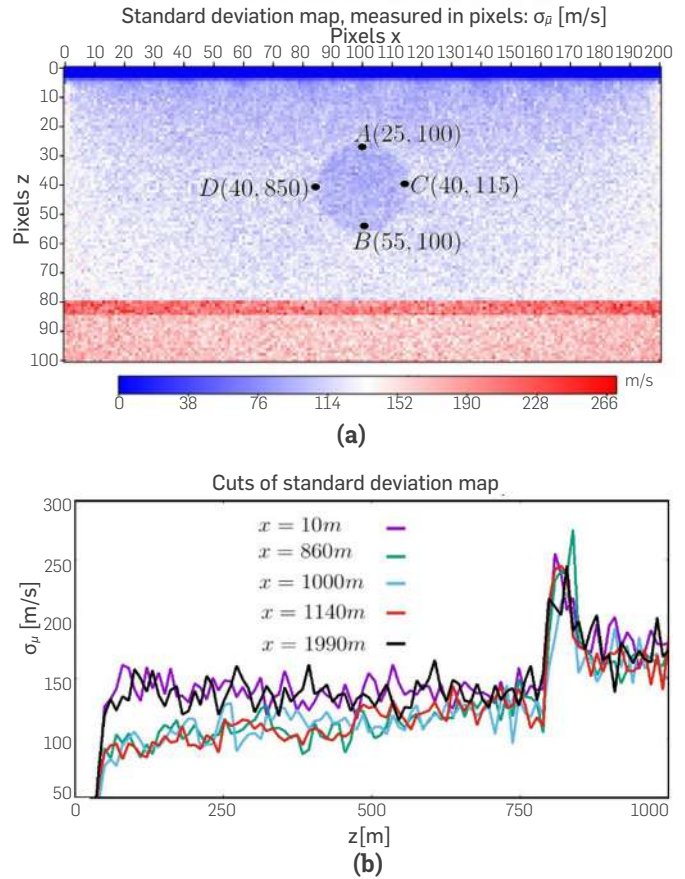 Standard deviation map, measured in pixels: σ_μ̄ [m/s]
Pixels x
0 10 20 30 40 50 60 70 80 90 100 110 120 130 140 150 160 170 180 190 200
Pixels z
0
10
20
30
40
50
60
70
80
90
100
A(25, 100)
D(40, 850)
C(40, 115)
B(55, 100)
m/s
0 38 76 114 152 190 228 266
(a)
Cuts of standard deviation map
σ_μ [m/s]
300
250
200
150
100
50
x = 10m
x = 860m
x = 1000m
x = 1140m
x = 1990m
0 250 500 750 1000
z[m]
(b)